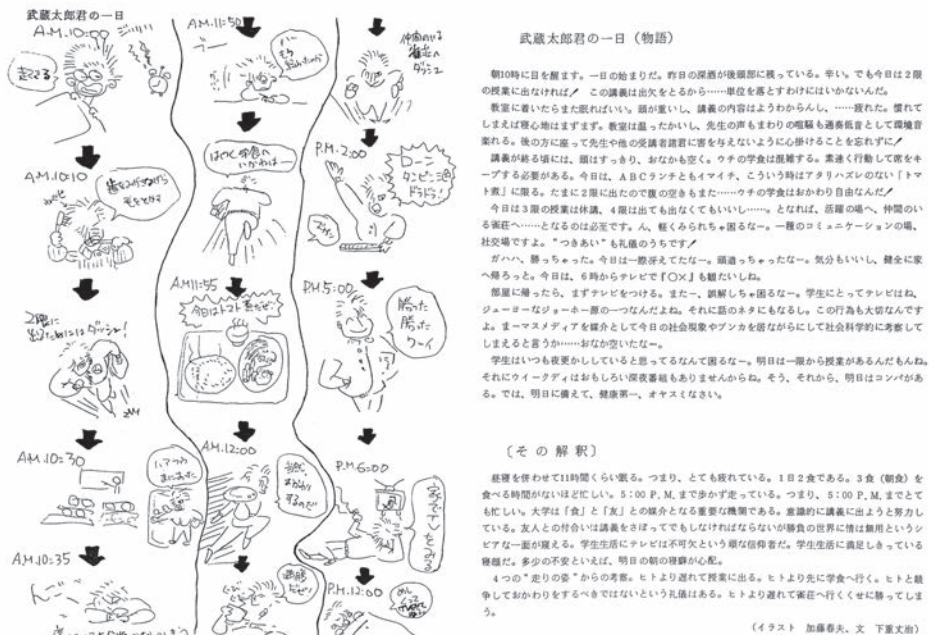 武蔵太郎君の一日
A.M.10:00
A.M.10:10
2限に
A.M.10:30
A.M.10:35
A.M.11:50
A.M.11:55
今日はトマト煮だぜ!
A.M.12:00
仲間のいる
雀荘へ
ダッシュ
P.M.2:00
ローン
タンピン三色
ドラドラ!
P.M.5:00
勝った
勝った
ワーイ
P.M.6:00
P.M.12:00
武蔵太郎君の一日(物語)
朝10時に目を醒ます。一日の始まりだ。昨日の深酒が後頭部に残っている。辛い。でも今日は2限
の授業に出なければ! この講義は出欠をとるから……単位を落とすわけにはいかないんだ。
教室に着いたらまた眠ればいい。頭が重いし、講義の内容はようわからんし、……疲れた。慣れて
しまえば寝心地はまずまず。教室は温ったかいし、先生の声もまわりの喧騒も通奏低音として環境音
楽れる。後の方に座って先生や他の受講者諸君に害を与えないように心掛けることを忘れずに!
講義が終る頃には、頭はすっきり、おなかも空く。ウチの学食は混雑する。素速く行動して席をキ
ープする必要がある。今日は、ABCランチともイマイチ、こういう時はアタリハズレのない「トマ
ト煮」に限る。たまに2限に出たので腹の空きもまた……ウチの学食はおかわり自由なんだ!
今日は3限の授業は休講、4限は出ても出なくてもいいし……。となれば、活躍の場へ、仲間のい
る雀荘へ……となるのは必至です。ん、軽くみられちゃ困るなー。一種のコミュニケーションの場、
社交場ですよ。"つきあい"も礼儀のうちです!
ガハハ、勝っちゃった。今日は一際冴えてたなー。頭遣っちゃったなー。気分もいいし、健全に家
へ帰ろっと。今日は、6時からテレビで『○×』も観たいしね。
部屋に帰ったら、まずテレビをつける。またー、誤解しちゃ困るなー。学生にとってテレビはね、
ジューヨーなジョーホー源の一つなんだよね。それに話のネタにもなるし。この行為も大切なんです
よ。まーマスメディアを媒介として今日の社会現象やブンカを居ながらにして社会科学的に考察して
しまえると言うか……おなか空いたなー。
学生はいつも夜更かししていると思ってるなんて困るなー。明日は一限から授業があるんだもんね。
それにウイークディはおもしろい深夜番組もありませんからね。そう、それから、明日はコンパがあ
る。では、明日に備えて、健康第一、オヤスミなさい。
〔その解釈〕
昼寝を併わせて11時間くらい眠る。つまり、とても疲れている。1日2食である。3食(朝食)を
食べる時間がないほど忙しい。5:00 P.M.まで歩かず走っている。つまり、5:00 P.M.までとて
も忙しい。大学は「食」と「友」との媒介となる重要な機関である。意識的に講義に出ようと努力し
ている。友人との付合いは講義をさぼってでもしなければならないが勝負の世界に情は無用というシ
ビアな一面が窺える。学生生活にテレビは不可欠という頑な信仰者だ。学生生活に満足しきっている
寝顔だ。多少の不安といえば、明日の朝の寝癖が心配。
4つの"走りの姿"からの考察。ヒトより遅れて授業に出る。ヒトより先に学食へ行く。ヒトと競
争しておかわりをするべきではないという礼儀はある。ヒトより遅れて雀荘へ行くくせに勝ってしま
う。
(イラスト 加藤春夫、文 下重丈治)